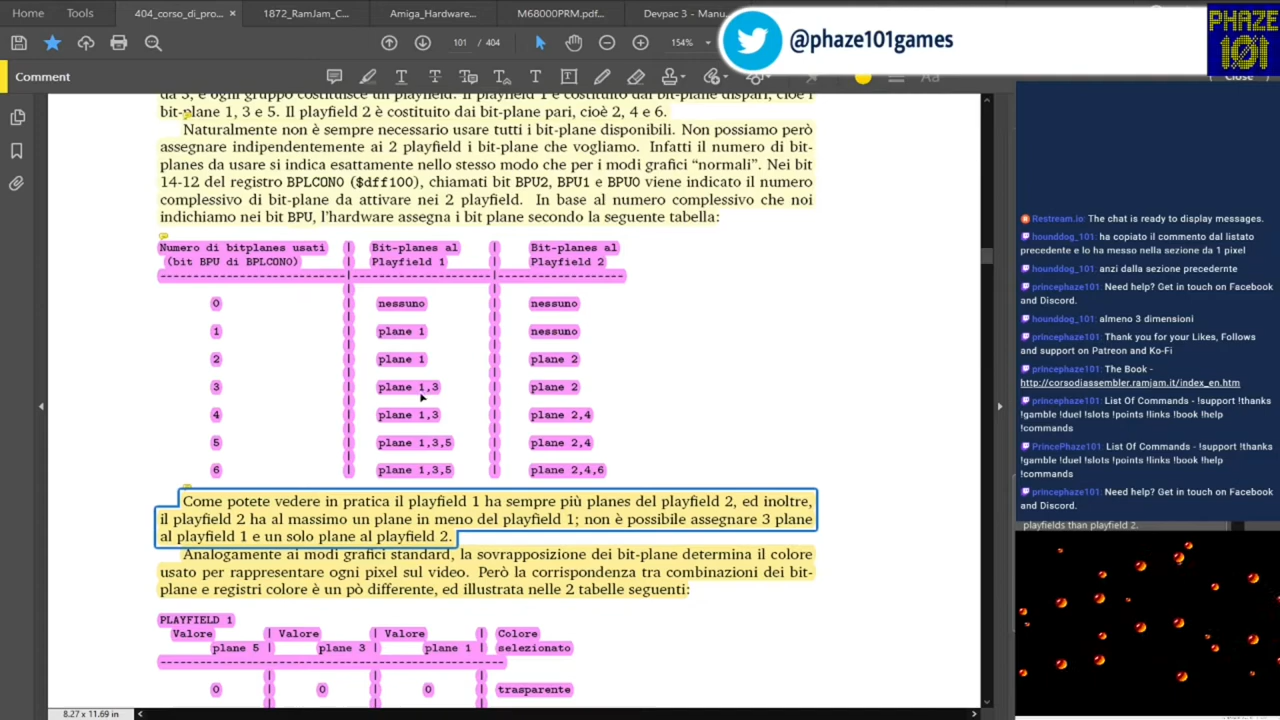 Home
Tools
404_corso_di_pro...
1872_RamJam_C...
Amiga_Hardware...
M68000PRM.pdf...
Devpac 3 - Manu...
@phaze101games
PHAZE
101
101 / 404
154%
Comment
Close
da 3, e ogni gruppo costituisce un playfield. Il playfield 1 è costituito dai bit-plane dispari, cioè i
bit-plane 1, 3 e 5. Il playfield 2 è costituito dai bit-plane pari, cioè 2, 4 e 6.
Naturalmente non è sempre necessario usare tutti i bit-plane disponibili. Non possiamo però
assegnare indipendentemente ai 2 playfield i bit-plane che vogliamo. Infatti il numero di bit-
planes da usare si indica esattamente nello stesso modo che per i modi grafici “normali”. Nei bit
14-12 del registro BPLCON0 ($dff100), chiamati bit BPU2, BPU1 e BPU0 viene indicato il numero
complessivo di bit-plane da attivare nei 2 playfield. In base al numero complessivo che noi
indichiamo nei bit BPU, l’hardware assegna i bit plane secondo la seguente tabella:
Numero di bitplanes usati | Bit-planes al | Bit-planes al
(bit BPU di BPLCON0) | Playfield 1 | Playfield 2
0 | nessuno | nessuno
1 | plane 1 | nessuno
2 | plane 1 | plane 2
3 | plane 1,3 | plane 2
4 | plane 1,3 | plane 2,4
5 | plane 1,3,5 | plane 2,4
6 | plane 1,3,5 | plane 2,4,6
Come potete vedere in pratica il playfield 1 ha sempre più planes del playfield 2, ed inoltre,
il playfield 2 ha al massimo un plane in meno del playfield 1; non è possibile assegnare 3 plane
al playfield 1 e un solo plane al playfield 2.
Analogamente ai modi grafici standard, la sovrapposizione dei bit-plane determina il colore
usato per rappresentare ogni pixel sul video. Però la corrispondenza tra combinazioni dei bit-
plane e registri colore è un pò differente, ed illustrata nelle 2 tabelle seguenti:
PLAYFIELD 1
Valore | Valore | Valore | Colore
plane 5 | plane 3 | plane 1 | selezionato
0 | 0 | 0 | trasparente
8.27 x 11.69 in
Restream.io: The chat is ready to display messages.
hounddog_101: ha copiato il commento dal listato
precedente e lo ha messo nella sezione da 1 pixel
hounddog_101: anzi dalla sezione precedernte
princephaze101: Need help? Get in touch on Facebook
and Discord.
hounddog_101: almeno 3 dimensioni
princephaze101: Thank you for your Likes, Follows
and support on Patreon and Ko-Fi
princephaze101: The Book -
http://corsodiassembler.ramjam.it/index_en.htm
princephaze101: List Of Commands - !support !thanks
!gamble !duel !slots !points !links !book !help
!commands
PrincePhaze101: List Of Commands - !support !thanks
!gamble !duel !slots !points !links !book !help
!commands
princephaze101: Need help? Get in touch on Facebook
and Discord.
playfields than playfield 2.